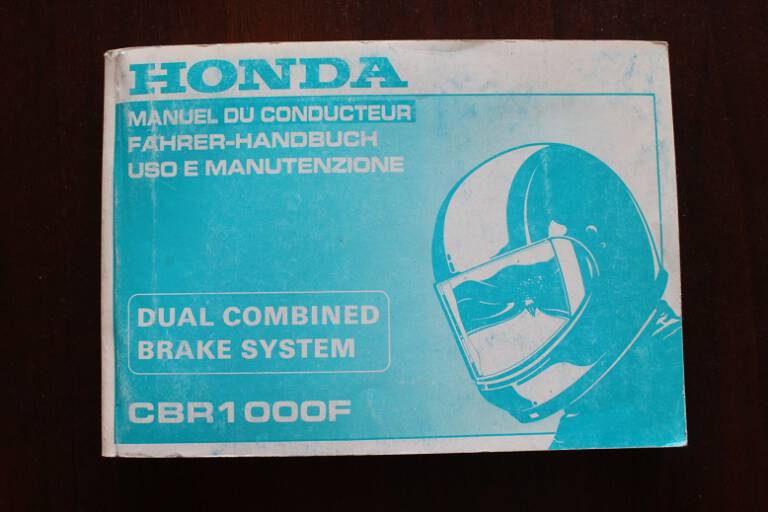 HONDA
MANUEL DU CONDUCTEUR
FAHRER-HANDBUCH
USO E MANUTENZIONE
DUAL COMBINED
BRAKE SYSTEM
CBR1000F